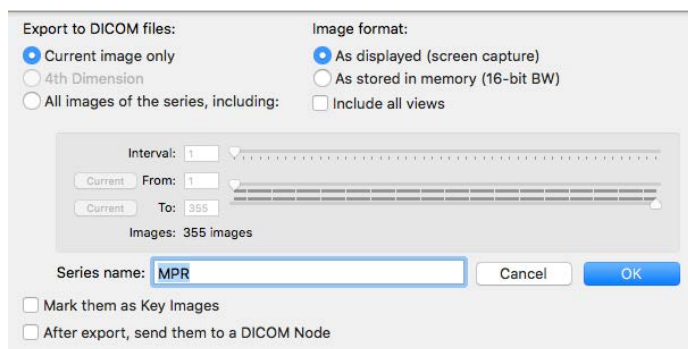 Export to DICOM files:
Current image only
4th Dimension
All images of the series, including:
Image format:
As displayed (screen capture)
As stored in memory (16-bit BW)
Include all views
Interval: 1
Current From: 1
Current To: 355
Images: 355 images
Series name: MPR
Cancel OK
Mark them as Key Images
After export, send them to a DICOM Node